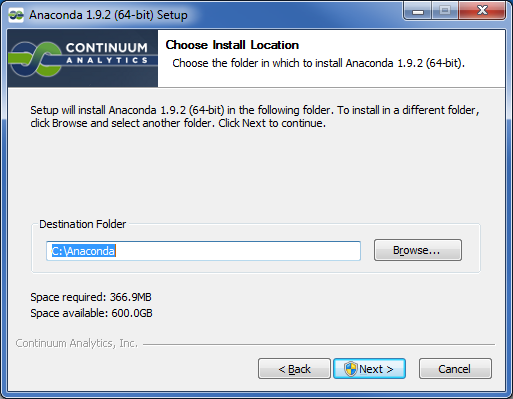 Anaconda 1.9.2 (64-bit) Setup
CONTINUUM
ANALYTICS
Choose Install Location
Choose the folder in which to install Anaconda 1.9.2 (64-bit).
Setup will install Anaconda 1.9.2 (64-bit) in the following folder. To install in a different folder,
click Browse and select another folder. Click Next to continue.
Destination Folder
C:\Anaconda
Browse...
Space required: 366.9MB
Space available: 600.0GB
Continuum Analytics, Inc.
< Back
Next >
Cancel